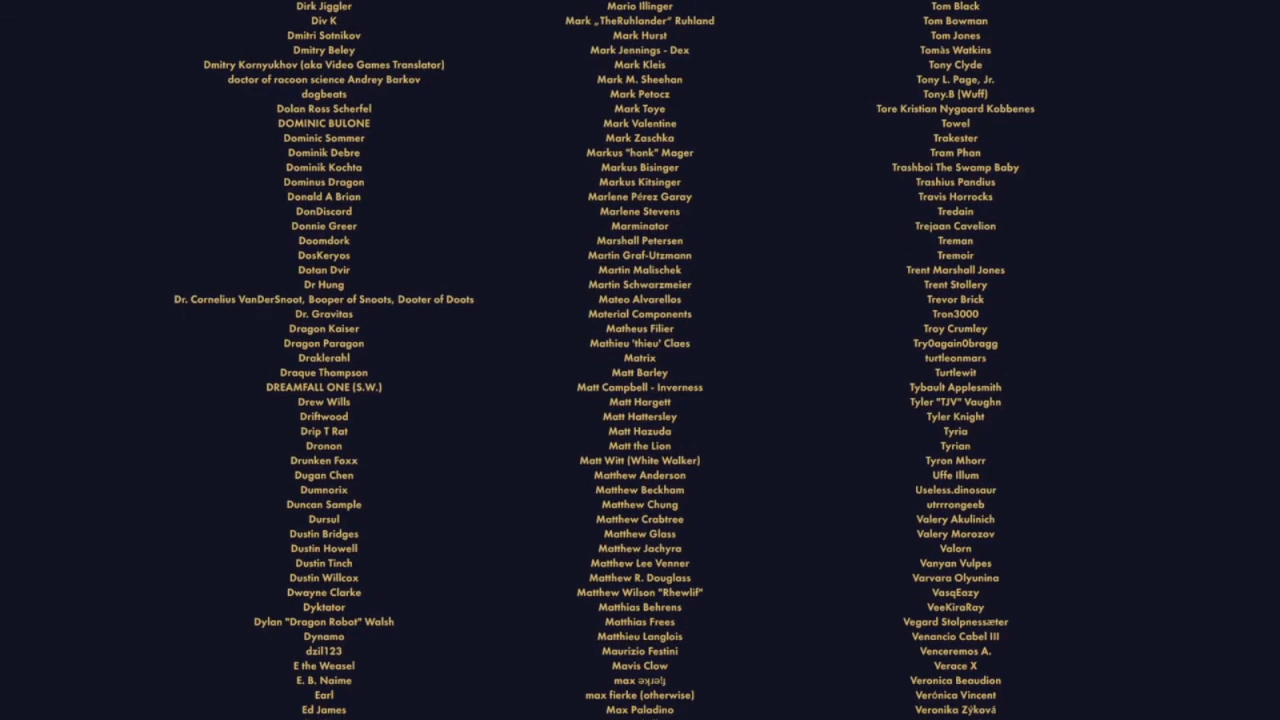 Dirk Jiggler
Div K
Dmitri Sotnikov
Dmitry Beley
Dmitry Kornyukhov (aka Video Games Translator)
doctor of racoon science Andrey Barkov
dogbeats
Dolan Ross Scherfel
DOMINIC BULONE
Dominic Sommer
Dominik Debre
Dominik Kochta
Dominus Dragon
Donald A Brian
DonDiscord
Donnie Greer
Doomdork
DosKeryos
Dotan Dvir
Dr Hung
Dr. Cornelius VanDerSnoot, Booper of Snoots, Dooter of Doots
Dr. Gravitas
Dragon Kaiser
Dragon Paragon
Draklerahl
Draque Thompson
DREAMFALL ONE (S.W.)
Drew Wills
Driftwood
Drip T Rat
Dronon
Drunken Foxx
Dugan Chen
Dumnorix
Duncan Sample
Dursul
Dustin Bridges
Dustin Howell
Dustin Tinch
Dustin Willcox
Dwayne Clarke
Dyktator
Dylan "Dragon Robot" Walsh
Dynamo
dzil123
E the Weasel
E. B. Naime
Earl
Ed James
Mario Illinger
Mark „TheRuhlander“ Ruhland
Mark Hurst
Mark Jennings - Dex
Mark Kleis
Mark M. Sheehan
Mark Petocz
Mark Toye
Mark Valentine
Mark Zaschka
Markus "honk" Mager
Markus Bisinger
Markus Kitsinger
Marlene Pérez Garay
Marlene Stevens
Marminator
Marshall Petersen
Martin Graf-Utzmann
Martin Malischek
Martin Schwarzmeier
Mateo Alvarellos
Material Components
Matheus Filier
Mathieu 'thieu' Claes
Matrix
Matt Barley
Matt Campbell - Inverness
Matt Hargett
Matt Hattersley
Matt Hazuda
Matt the Lion
Matt Witt (White Walker)
Matthew Anderson
Matthew Beckham
Matthew Chung
Matthew Crabtree
Matthew Glass
Matthew Jachyra
Matthew Lee Venner
Matthew R. Douglass
Matthew Wilson "Rhewlif"
Matthias Behrens
Matthias Frees
Matthieu Langlois
Maurizio Festini
Mavis Clow
max
max fierke (otherwise)
Max Paladino
Tom Black
Tom Bowman
Tom Jones
Tomàs Watkins
Tony Clyde
Tony L. Page, Jr.
Tony.B (Wuff)
Tore Kristian Nygaard Kobbenes
Towel
Trakester
Tram Phan
Trashboi The Swamp Baby
Trashius Pandius
Travis Horrocks
Tredain
Trejaan Cavelion
Treman
Tremoir
Trent Marshall Jones
Trent Stollery
Trevor Brick
Tron3000
Troy Crumley
Try0again0bragg
turtleonmars
Turtlewit
Tybault Applesmith
Tyler "TJV" Vaughn
Tyler Knight
Tyria
Tyrian
Tyron Mhorr
Uffe Illum
Useless.dinosaur
utrrrongeeb
Valery Akulinich
Valery Morozov
Valorn
Vanyan Vulpes
Varvara Olyunina
VasqEazy
VeeKiraRay
Vegard Stolpnessæter
Venancio Cabel III
Venceremos A.
Verace X
Veronica Beaudion
Verónica Vincent
Veronika Zýková